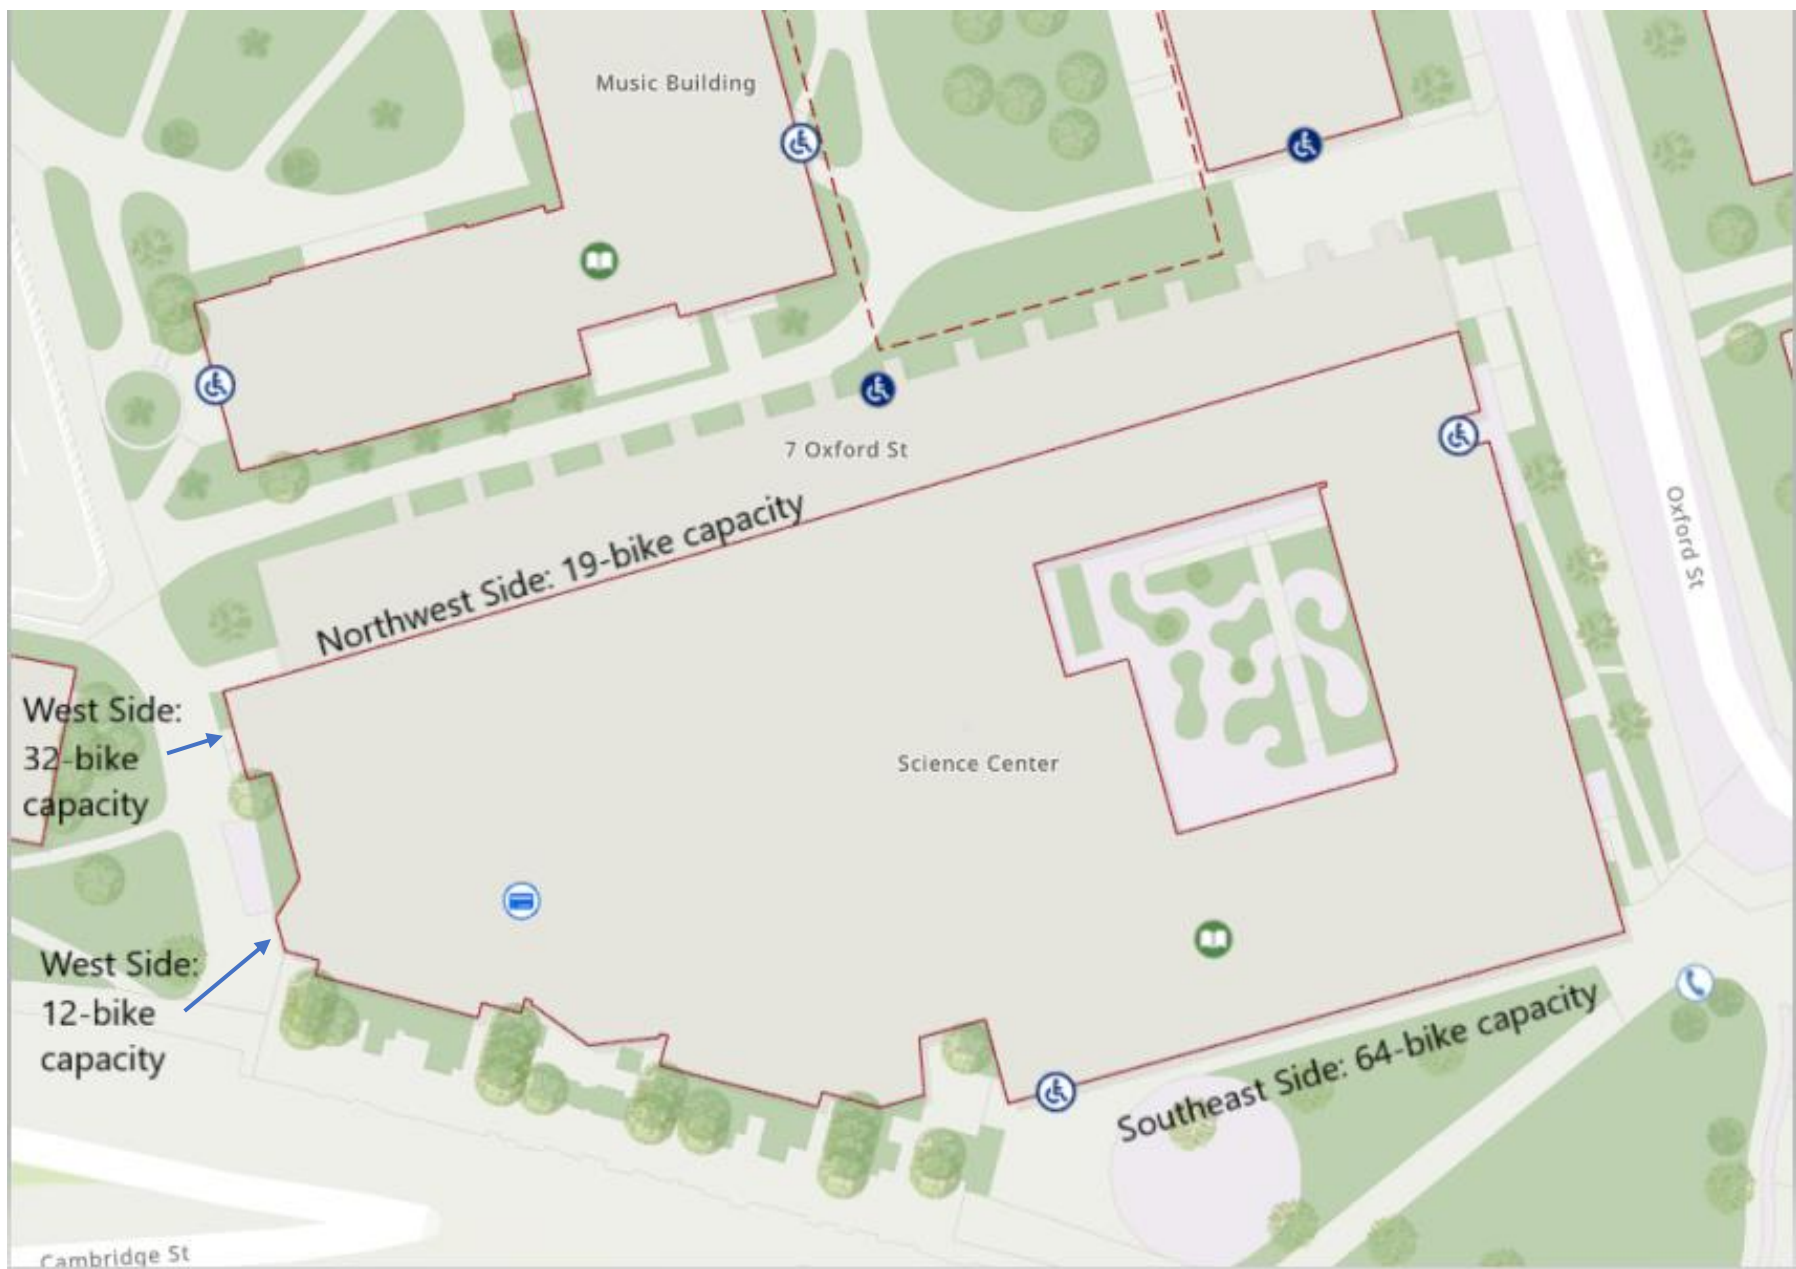 Music Building
7 Oxford St
Northwest Side: 19-bike capacity
Oxford St
West Side:
32-bike
capacity
Science Center
West Side:
12-bike
capacity
Southeast Side: 64-bike capacity
Cambridge St